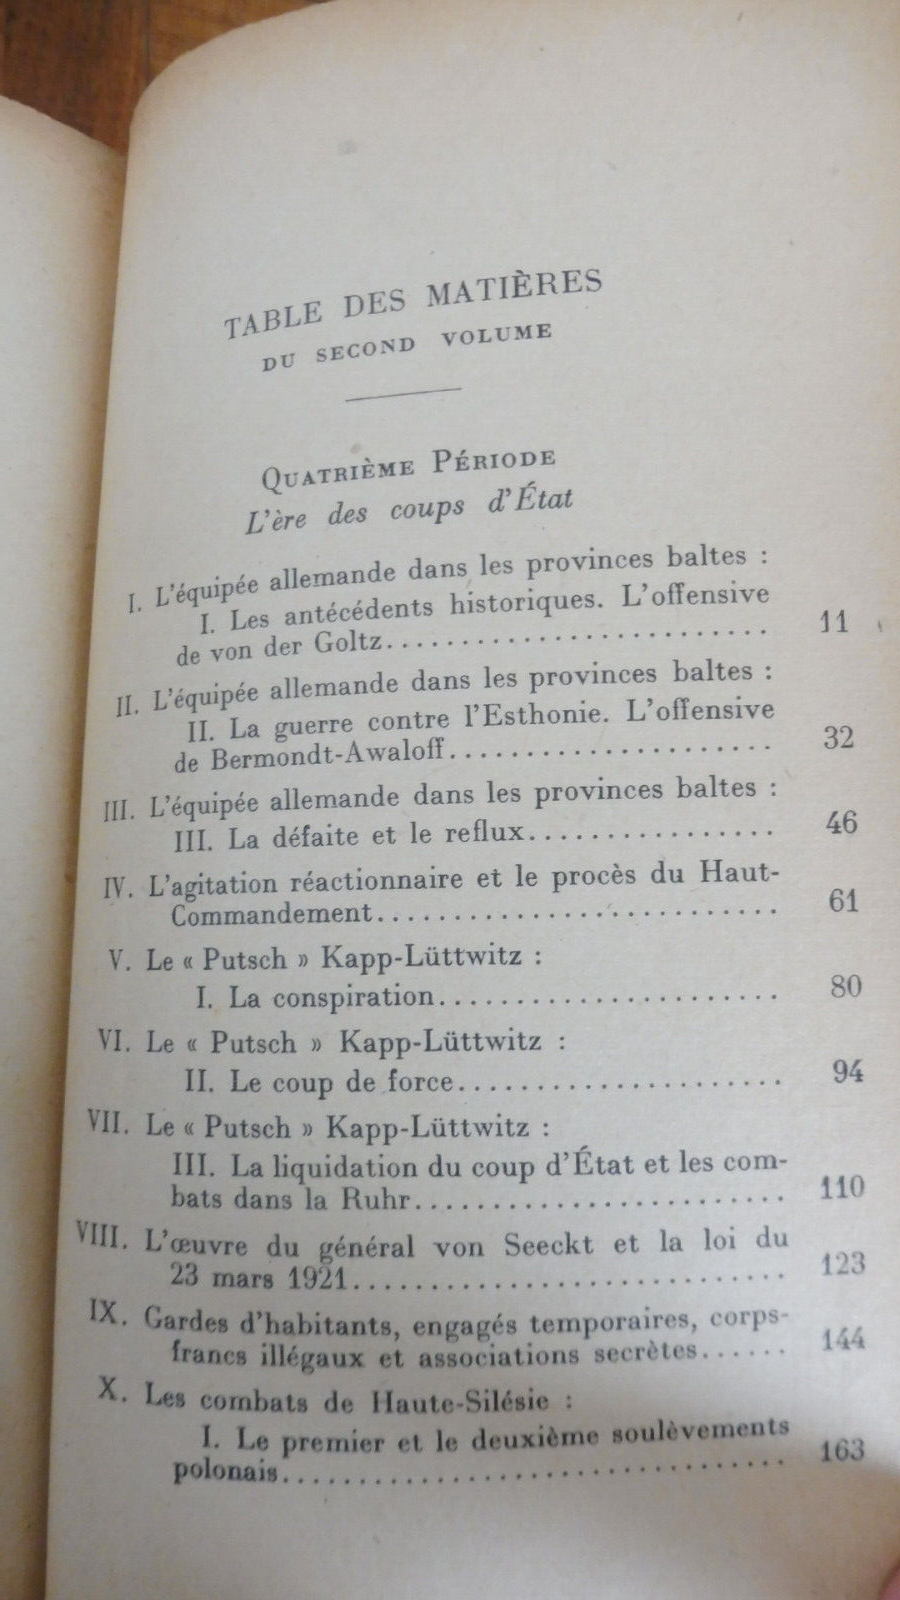 TABLE DES MATIÈRES
DU SECOND VOLUME
QUATRIÈME PÉRIODE
L'ère des coups d'État
I. L'équipée allemande dans les provinces baltes :
I. Les antécédents historiques. L'offensive
de von der Goltz........................ 11
II. L'équipée allemande dans les provinces baltes :
II. La guerre contre l'Esthonie. L'offensive
de Bermondt-Awaloff..................... 32
III. L'équipée allemande dans les provinces baltes :
III. La défaite et le reflux................ 46
IV. L'agitation réactionnaire et le procès du Haut-
Commandement.......................... 61
V. Le « Putsch » Kapp-Lüttwitz :
I. La conspiration...................... 80
VI. Le « Putsch » Kapp-Lüttwitz :
II. Le coup de force..................... 94
VII. Le « Putsch » Kapp-Lüttwitz :
III. La liquidation du coup d'État et les com-
bats dans la Ruhr........................ 110
VIII. L'œuvre du général von Seeckt et la loi du
23 mars 1921............................ 123
IX. Gardes d'habitants, engagés temporaires, corps-
francs illégaux et associations secrètes...... 144
X. Les combats de Haute-Silésie :
I. Le premier et le deuxième soulèvements
polonais................................ 163